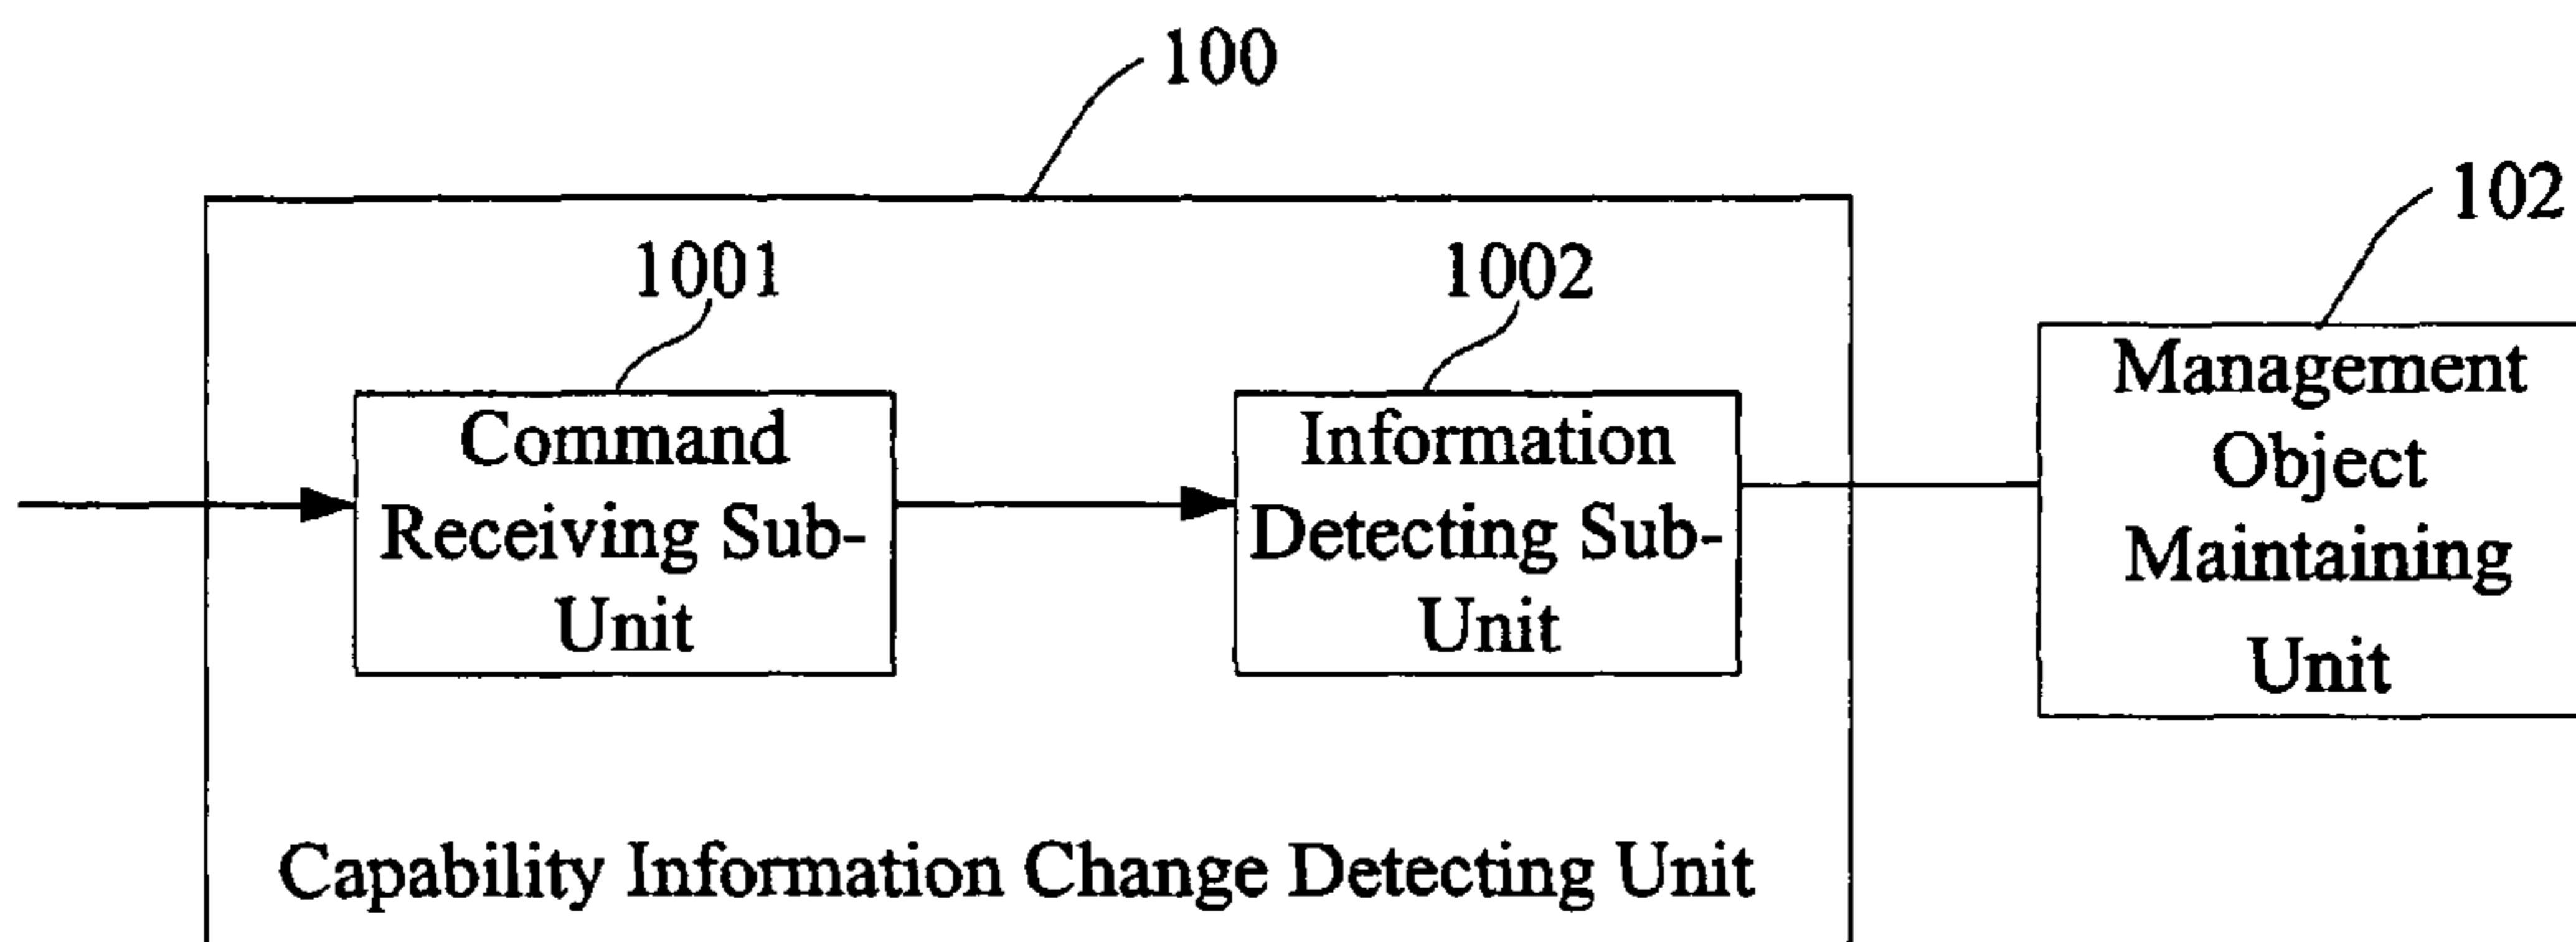 100
102
1001
1002
Command
Receiving Sub-
Unit
Information
Detecting Sub-
Unit
Management
Object
Maintaining
Unit
Capability Information Change Detecting Unit